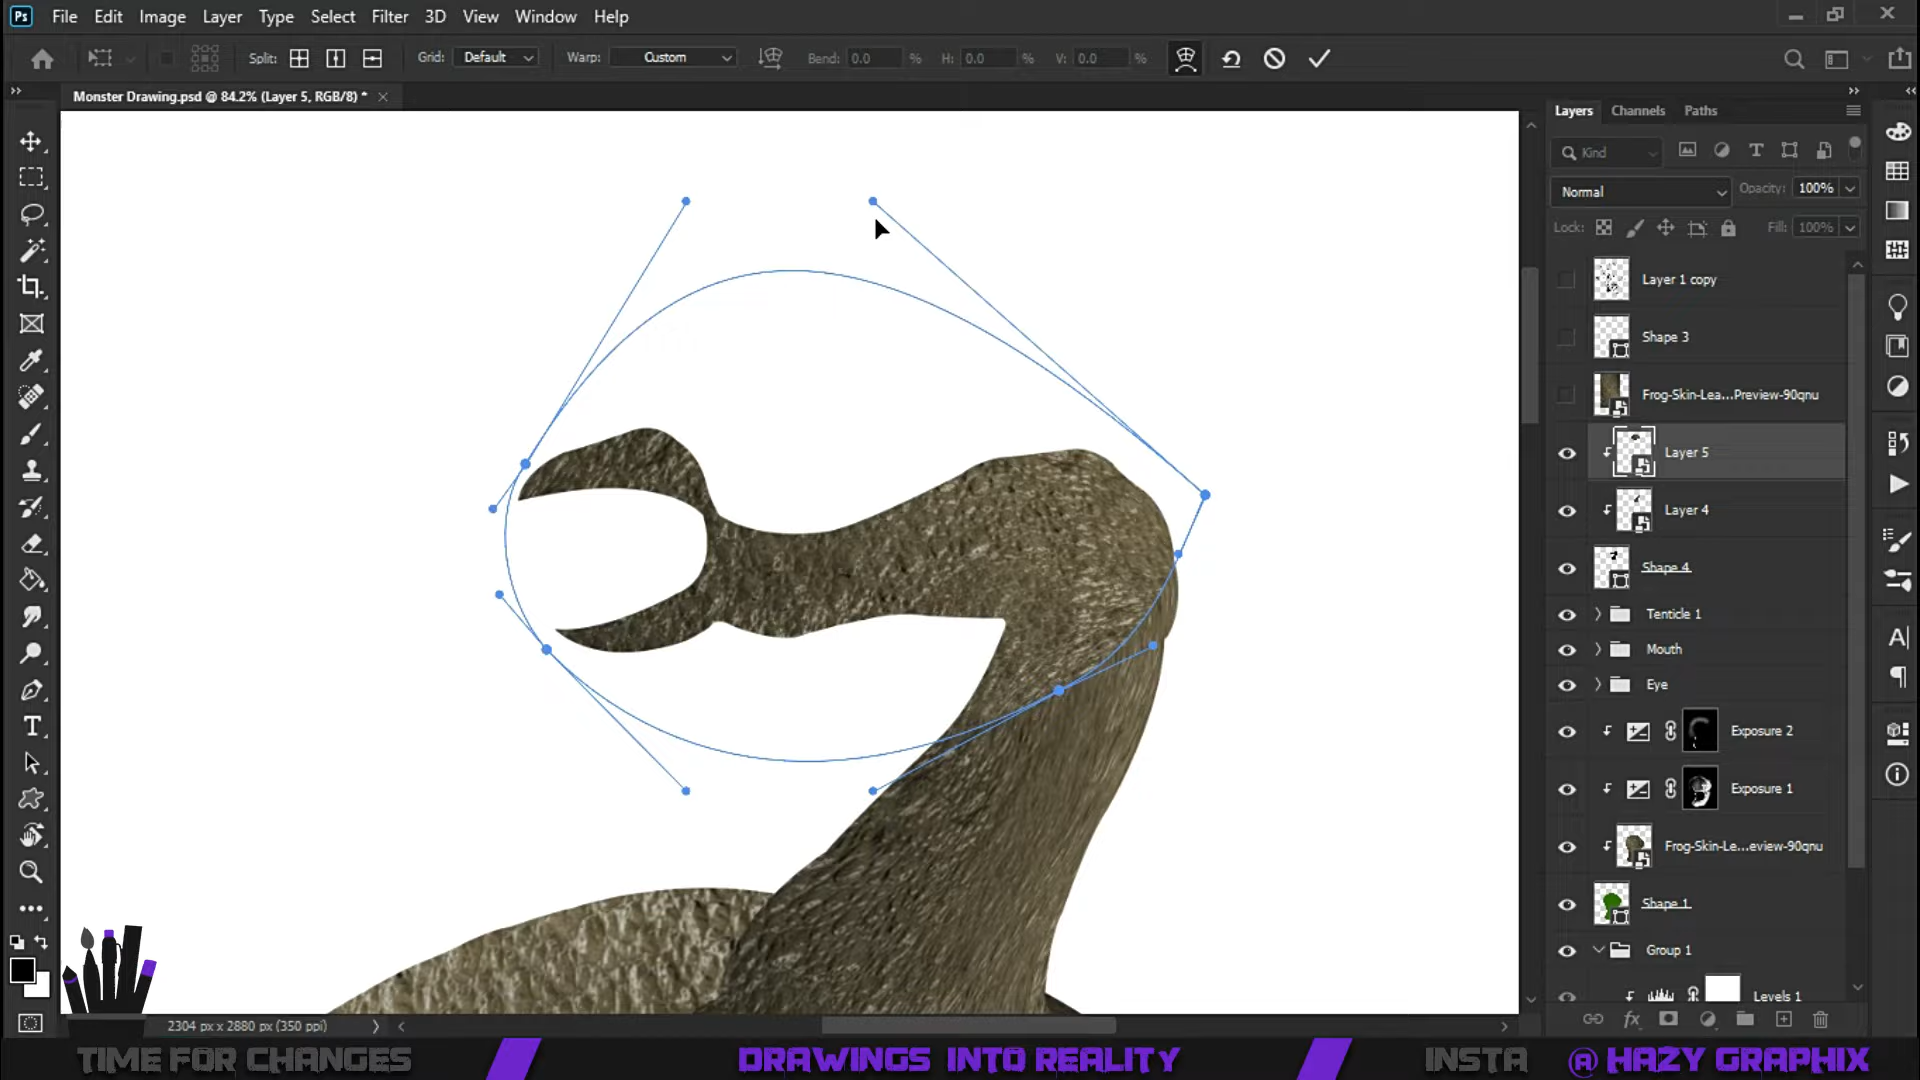 Ps File Edit Image Layer Type Select Filter 3D View Window Help
Split: Grid: Default Warp: Custom Bend: 0.0 % H: 0.0 % V: 0.0 %
Monster Drawing.psd @ 84.2% (Layer 5, RGB/8) *
Layers Channels Paths
Kind
Normal Opacity: 100%
Lock: Fill: 100%
Layer 1 copy
Shape 3
Frog-Skin-Lea...Preview-90qnu
Layer 5
Layer 4
Shape 4
Tenticle 1
Mouth
Eye
Exposure 2
Exposure 1
Frog-Skin-Le...eview-90qnu
Shape 1
Group 1
Levels 1
2304 px x 2880 px (350 ppi)
TIME FOR CHANGES DRAWINGS INTO REALITY INSTA @ HAZY GRAPHIX